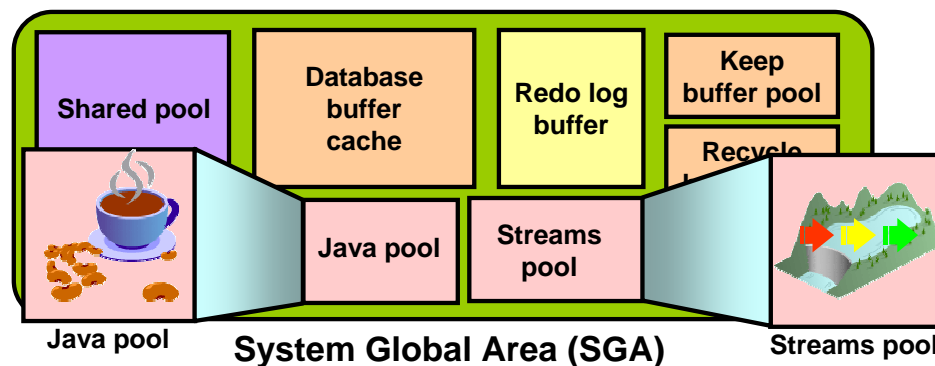 Shared pool
Database
buffer
cache
Redo log
buffer
Keep
buffer pool
Recycle
Java pool
Streams
pool
Java pool
System Global Area (SGA)
Streams pool